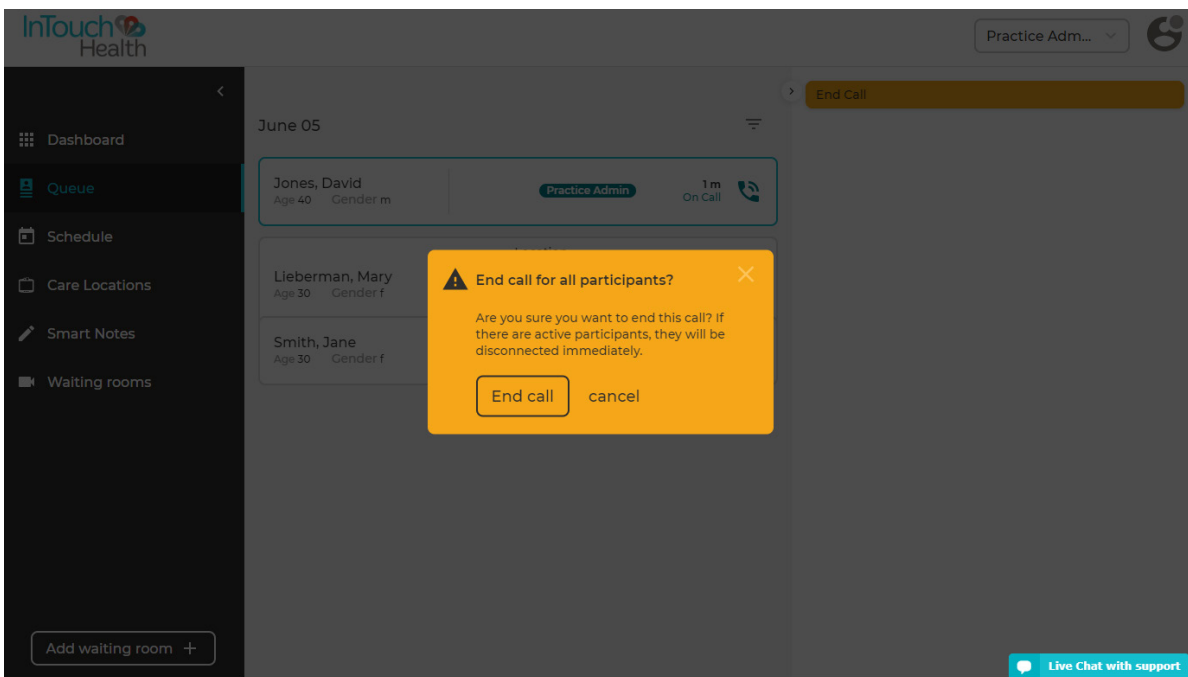 InTouch
Health
Practice Adm...
End Call
June 05
Dashboard
Queue
Schedule
Care Locations
Smart Notes
Waiting rooms
Add waiting room +
Jones, David
Age 40 Gender m
Practice Admin
1 m
On Call
Lieberman, Mary
Age 30 Gender f
Smith, Jane
Age 30 Gender f
End call for all participants?
Are you sure you want to end this call? If
there are active participants, they will be
disconnected immediately.
End call cancel
Live Chat with support